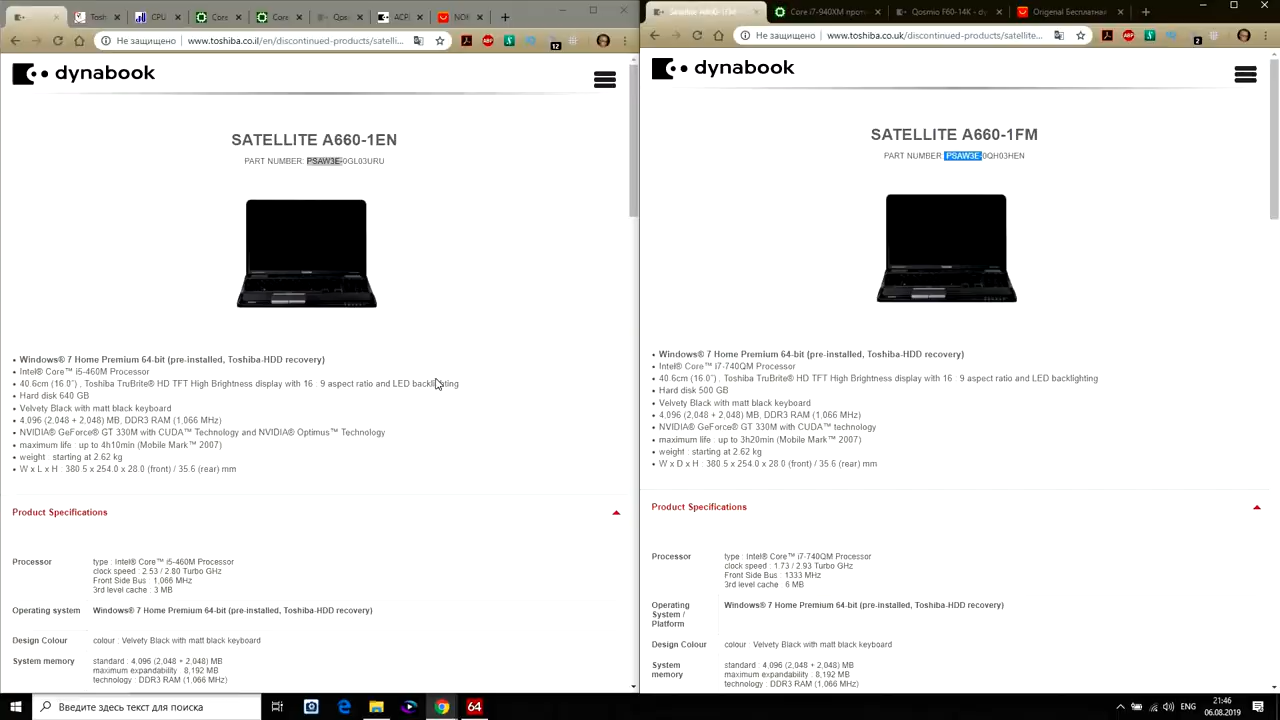 Satellite A660-1FM
Core i7-940XM проп
Qosmio F60-14K - ди
Original Бесплатная
Не защищено
www.toshiba.co.il/en/discontinued-products/satelli...
12
dynabook
SATELLITE A660-1EN
PART NUMBER: PSAW3E-0GL03URU
• Windows® 7 Home Premium 64-bit (pre-installed, Toshiba-HDD recovery)
• Intel® Core™ i5-460M Processor
• 40.6cm (16.0˝) , Toshiba TruBrite® HD TFT High Brightness display with 16 : 9 aspect ratio and LED backlighting
• Hard disk 640 GB
• Velvety Black with matt black keyboard
• 4,096 (2,048 + 2,048) MB, DDR3 RAM (1,066 MHz)
• NVIDIA® GeForce® GT 330M with CUDA™ Technology and NVIDIA® Optimus™ Technology
• maximum life : up to 4h10min (Mobile Mark™ 2007)
• weight : starting at 2.62 kg
• W x L x H : 380.5 x 254.0 x 28.0 (front) / 35.6 (rear) mm
Product Specifications
Processor
type : Intel® Core™ i5-460M Processor
clock speed : 2.53 / 2.80 Turbo GHz
Front Side Bus : 1,066 MHz
3rd level cache : 3 MB
Operating system
Windows® 7 Home Premium 64-bit (pre-installed, Toshiba-HDD recovery)
Design Colour
colour : Velvety Black with matt black keyboard
System memory
standard : 4,096 (2,048 + 2,048) MB
maximum expandability : 8,192 MB
technology : DDR3 RAM (1,066 MHz)
Не защищено
www.toshiba.co.uk/discontinued-products/satellite...
12
dynabook
SATELLITE A660-1FM
PART NUMBER: PSAW3E-0QH03HEN
• Windows® 7 Home Premium 64-bit (pre-installed, Toshiba-HDD recovery)
• Intel® Core™ i7-740QM Processor
• 40.6cm (16.0˝) , Toshiba TruBrite® HD TFT High Brightness display with 16 : 9 aspect ratio and LED backlighting
• Hard disk 500 GB
• Velvety Black with matt black keyboard
• 4,096 (2,048 + 2,048) MB, DDR3 RAM (1,066 MHz)
• NVIDIA® GeForce® GT 330M with CUDA™ technology
• maximum life : up to 3h20min (Mobile Mark™ 2007)
• weight : starting at 2.62 kg
• W x D x H : 380.5 x 254.0 x 28.0 (front) / 35.6 (rear) mm
Product Specifications
Processor
type : Intel® Core™ i7-740QM Processor
clock speed : 1.73 / 2.93 Turbo GHz
Front Side Bus : 1333 MHz
3rd level cache : 6 MB
Operating
System /
Platform
Windows® 7 Home Premium 64-bit (pre-installed, Toshiba-HDD recovery)
Design Colour
colour : Velvety Black with matt black keyboard
System
memory
standard : 4,096 (2,048 + 2,048) MB
maximum expandability : 8,192 MB
technology : DDR3 RAM (1,066 MHz)
Введите здесь текст для поиска
64
ENG
21:46
06.08.2019